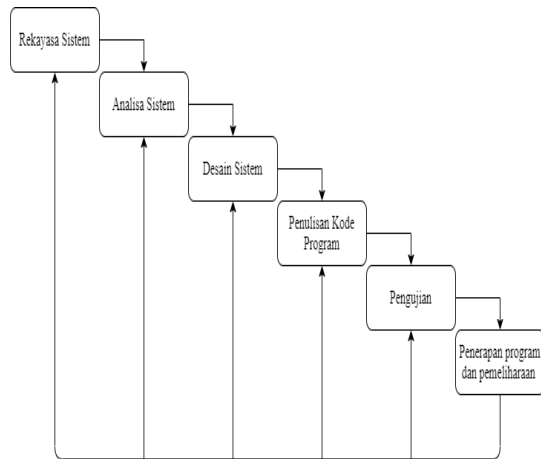 Rekayasa Sistem
Analisa Sistem
Desain Sistem
Penulisan Kode
Program
Pengujian
Penerapan program
dan pemeliharaan